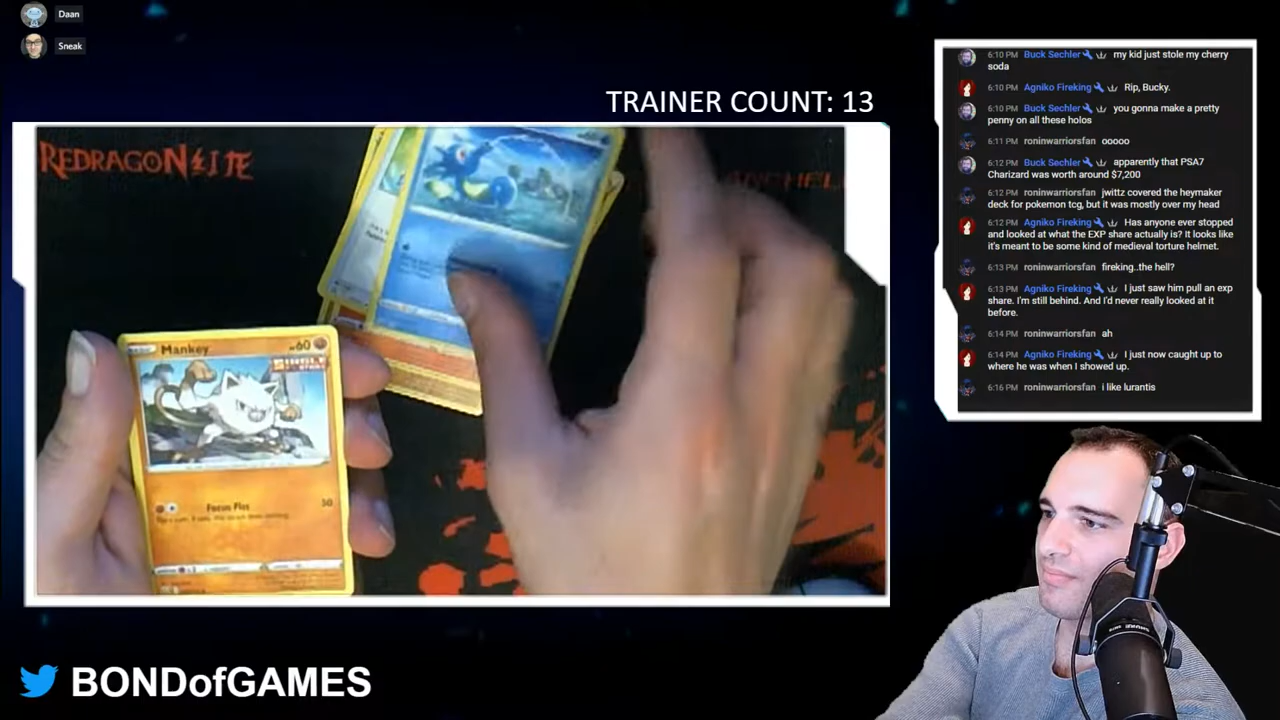 Daan
Sneak
TRAINER COUNT: 13
REDRAGON
Mankey
60
SINGLE
Focus Fist
30
6:10 PM Buck Sechler my kid just stole my cherry
soda
6:10 PM Agniko Fireking Rip, Bucky.
6:10 PM Buck Sechler you gonna make a pretty
penny on all these holos
6:11 PM roninwarriorsfan ooooo
6:12 PM Buck Sechler apparently that PSA7
Charizard was worth around $7,200
6:12 PM roninwarriorsfan jwittz covered the heymaker
deck for pokemon tcg, but it was mostly over my head
6:12 PM Agniko Fireking Has anyone ever stopped
and looked at what the EXP share actually is? It looks like
it's meant to be some kind of medieval torture helmet.
6:13 PM roninwarriorsfan fireking..the hell?
6:13 PM Agniko Fireking I just saw him pull an exp
share. I'm still behind. And I'd never really looked at it
before.
6:14 PM roninwarriorsfan ah
6:14 PM Agniko Fireking I just now caught up to
where he was when I showed up.
6:16 PM roninwarriorsfan i like lurantis
BONDofGAMES